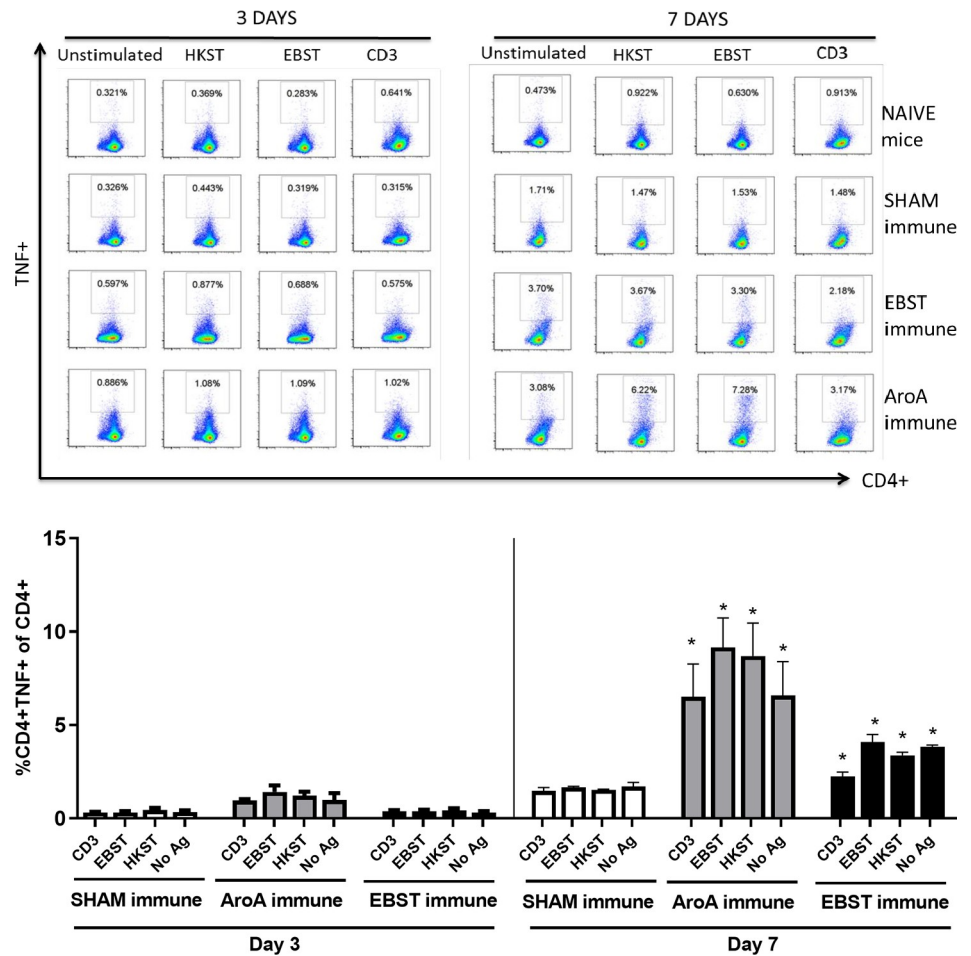 3 DAYS 7 DAYS
Unstimulated HKST EBST CD3 Unstimulated HKST EBST CD3
0.321% 0.369% 0.283% 0.641% 0.473% 0.922% 0.630% 0.913%
NAIVE
mice
0.326% 0.443% 0.319% 0.315% 1.71% 1.47% 1.53% 1.48%
SHAM
immune
TNF+
0.597% 0.877% 0.688% 0.575% 3.70% 3.67% 3.30% 2.18%
EBST
immune
0.886% 1.08% 1.09% 1.02% 3.08% 6.22% 7.28% 3.17%
AroA
immune
CD4+
%CD4+TNF+ of CD4+
15
10
5
0
* * * * * * * *
CD3 EBST HKST No Ag CD3 EBST HKST No Ag CD3 EBST HKST No Ag CD3 EBST HKST No Ag CD3 EBST HKST No Ag CD3 EBST HKST No Ag
SHAM immune AroA immune EBST immune SHAM immune AroA immune EBST immune
Day 3 Day 7